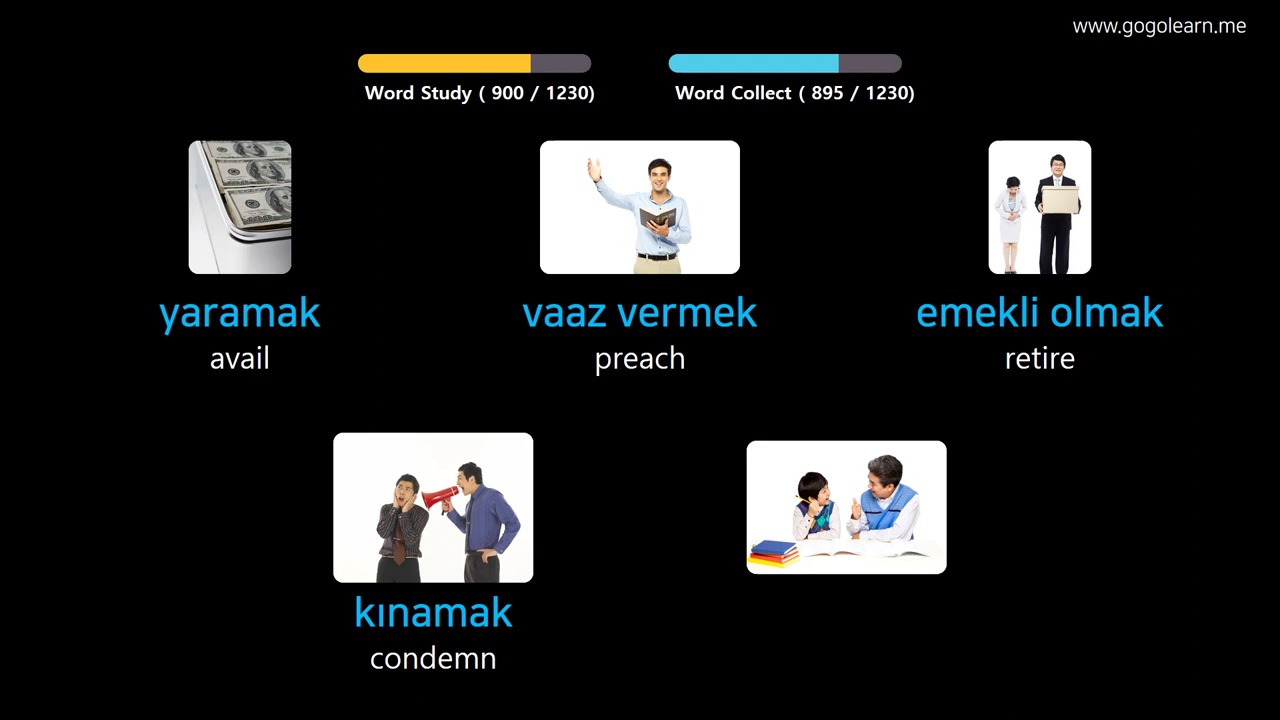 www.gogolearn.me
Word Study ( 900 / 1230)
Word Collect ( 895 / 1230)
yaramak
avail
vaaz vermek
preach
emekli olmak
retire
kınamak
condemn